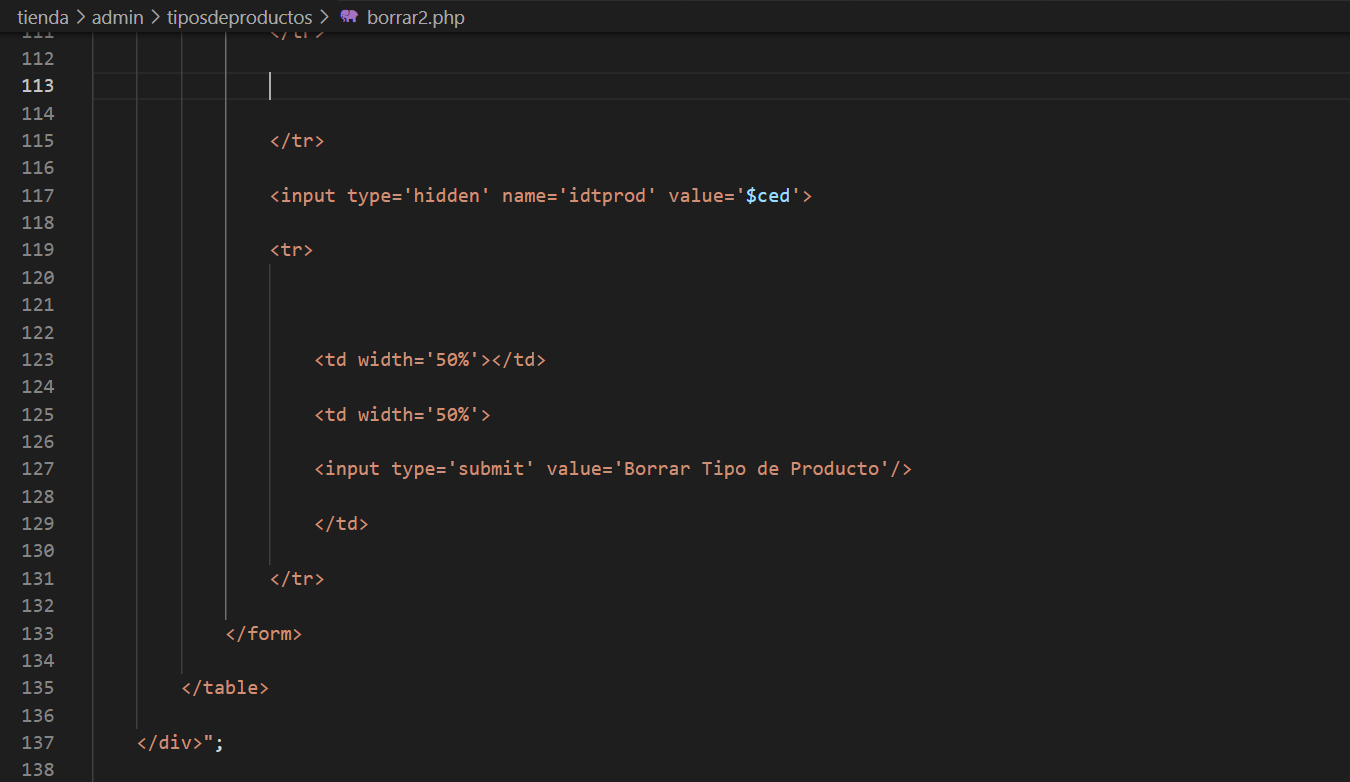 tienda > admin > tiposdeproductos > borrar2.php
111 </tr>
112
113
114
115 </tr>
116
117 <input type='hidden' name='idtprod' value='$ced'>
118
119 <tr>
120
121
122
123 <td width='50%'></td>
124
125 <td width='50%'>
126
127 <input type='submit' value='Borrar Tipo de Producto'/>
128
129 </td>
130
131 </tr>
132
133 </form>
134
135 </table>
136
137 </div>";
138